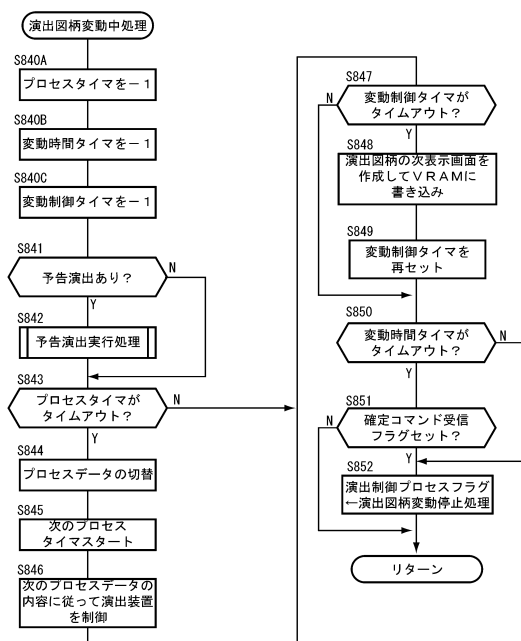 演出図柄変動中処理
S840A
プロセスタイマを－１
S840B
変動時間タイマを－１
S840C
変動制御タイマを－１
S841
予告演出あり？
N
Y
S842
予告演出実行処理
S843
プロセスタイマが
タイムアウト？
N
Y
S844
プロセスデータの切替
S845
次のプロセス
タイマスタート
S846
次のプロセスデータの
内容に従って演出装置
を制御
S847
変動制御タイマが
タイムアウト？
N
Y
S848
演出図柄の次表示画面を
作成してＶＲＡＭに
書き込み
S849
変動制御タイマを
再セット
S850
変動時間タイマが
タイムアウト？
N
Y
S851
確定コマンド受信
フラグセット？
N
Y
S852
演出制御プロセスフラグ
←演出図柄変動停止処理
リターン